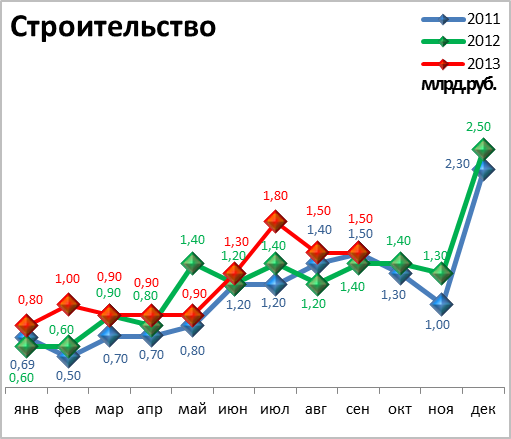 Строительство
2011
2012
2013
млрд.руб.
2,50
2,30
1,80
1,50 1,50
1,40 1,50
1,40 1,30 1,40 1,40
1,20 1,30
1,20 1,20 1,20 1,40 1,30
1,00 0,90 0,90 0,90 1,00
0,80 0,90 0,80
0,60 0,80
0,69 0,50 0,70 0,70
0,60
янв фев мар апр май июн июл авг сен окт ноя дек